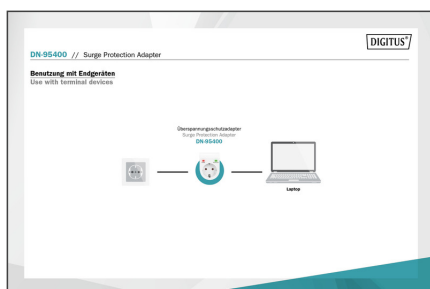 DIGITUS®
DN-95400 // Surge Protection Adapter
Benutzung mit Endgeräten
Use with terminal devices
Überspannungsschutzadapter
Surge Protection Adapter
DN-95400
Laptop